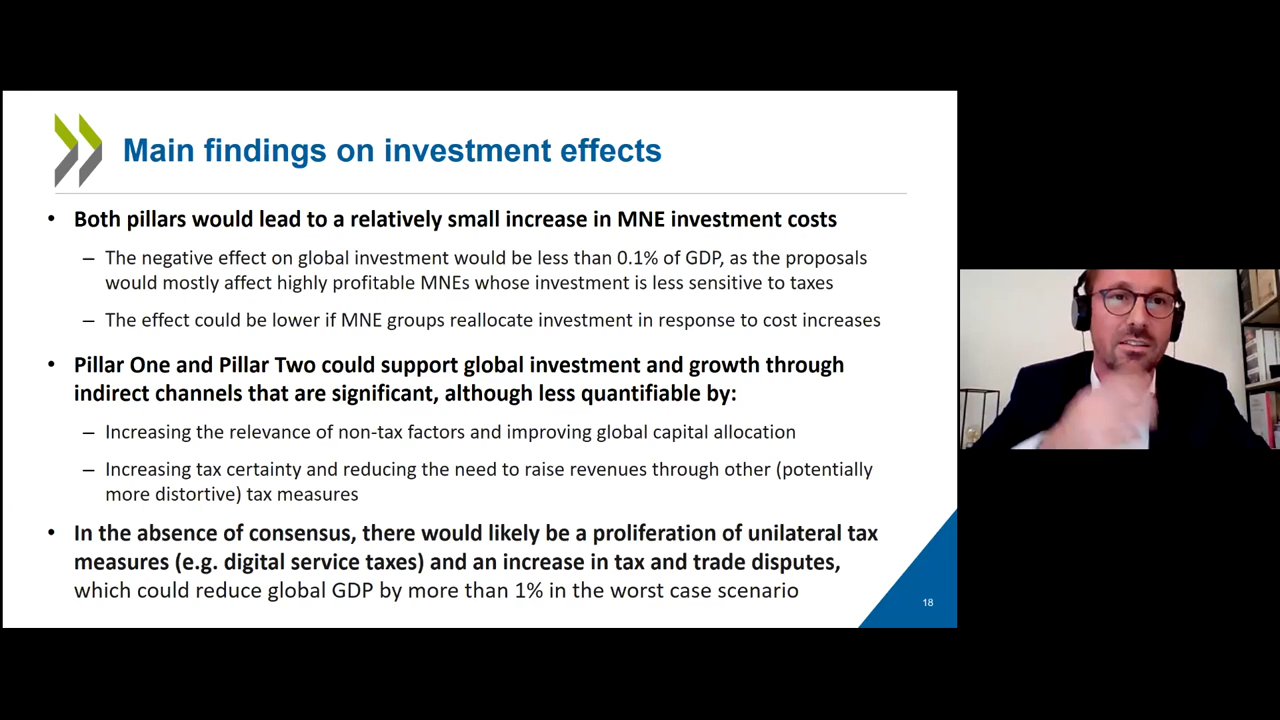 Main findings on investment effects
• Both pillars would lead to a relatively small increase in MNE investment costs
– The negative effect on global investment would be less than 0.1% of GDP, as the proposals
would mostly affect highly profitable MNEs whose investment is less sensitive to taxes
– The effect could be lower if MNE groups reallocate investment in response to cost increases
• Pillar One and Pillar Two could support global investment and growth through
indirect channels that are significant, although less quantifiable by:
– Increasing the relevance of non-tax factors and improving global capital allocation
– Increasing tax certainty and reducing the need to raise revenues through other (potentially
more distortive) tax measures
• In the absence of consensus, there would likely be a proliferation of unilateral tax
measures (e.g. digital service taxes) and an increase in tax and trade disputes,
which could reduce global GDP by more than 1% in the worst case scenario
18